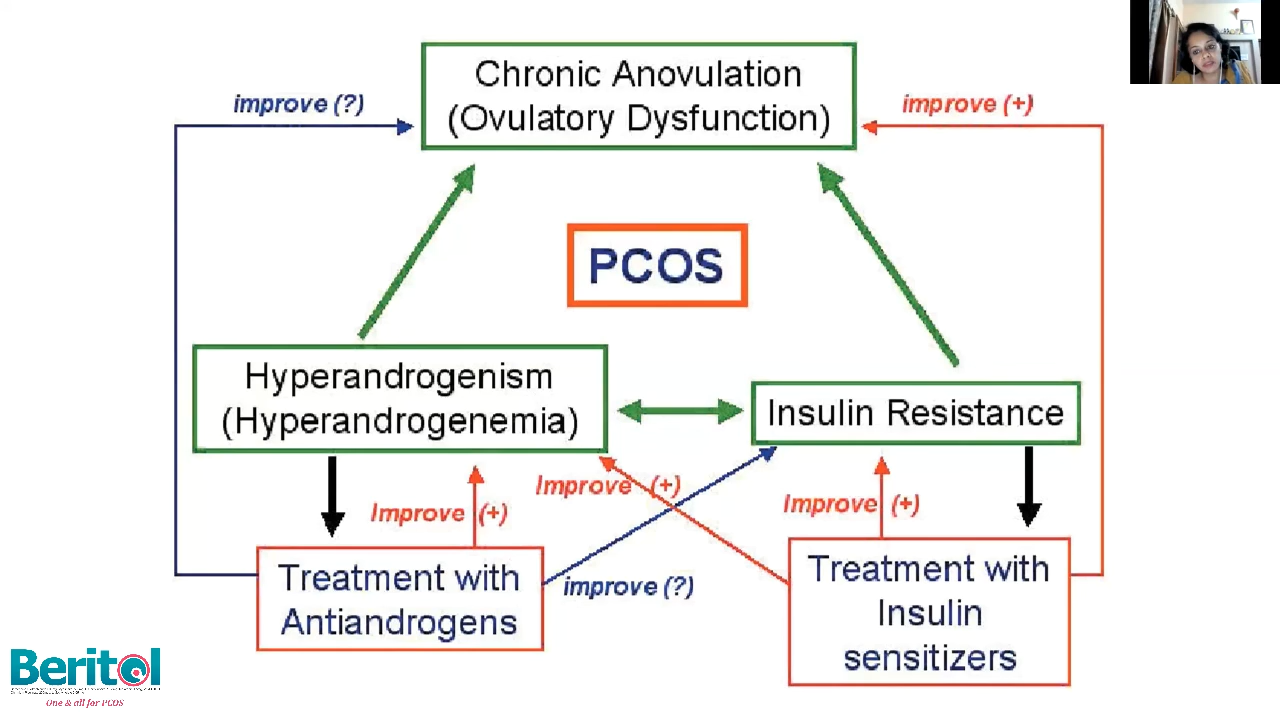 Chronic Anovulation
(Ovulatory Dysfunction)
improve (?)
improve (+)
PCOS
Hyperandrogenism
(Hyperandrogenemia)
Insulin Resistance
Improve (+)
Improve (+)
Improve (+)
improve (?)
Treatment with
Antiandrogens
Treatment with
Insulin
sensitizers
Beritol
One & all for PCOS